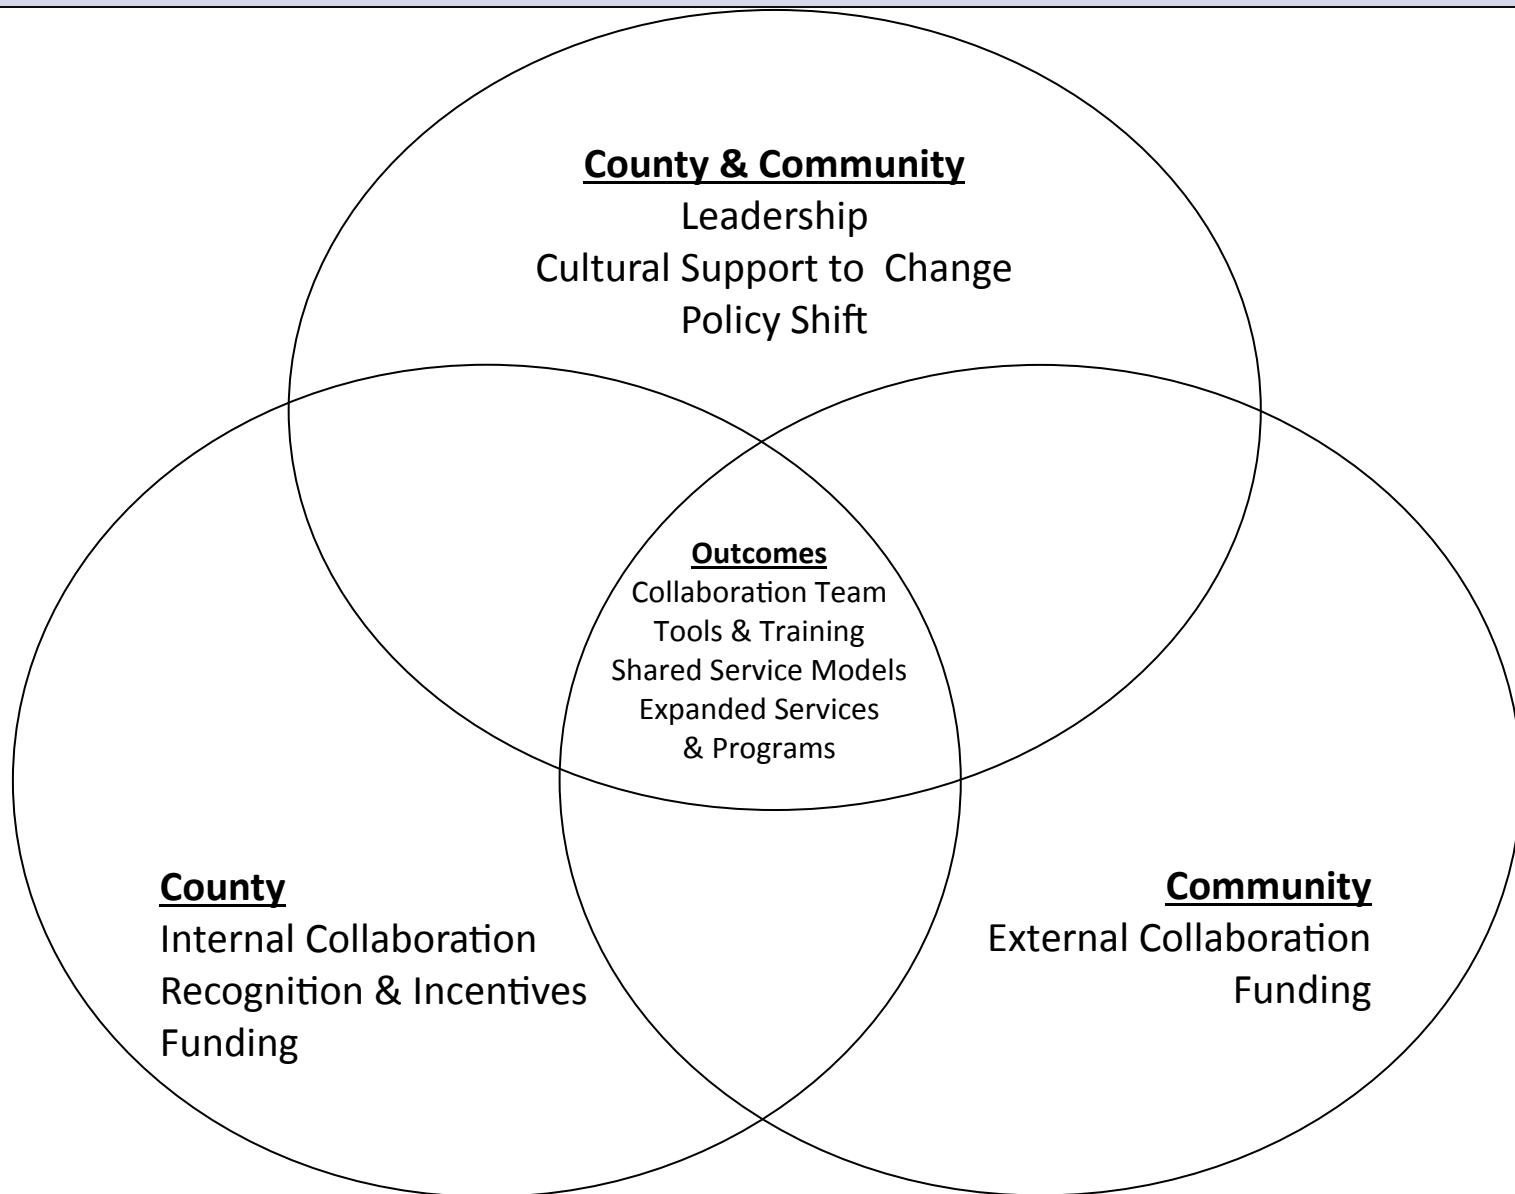 County & Community
Leadership
Cultural Support to  Change
Policy Shift
Outcomes
Collaboration Team
Tools & Training
Shared Service Models
Expanded Services
& Programs
County
Internal Collaboration
Recognition & Incentives
Funding
Community
External Collaboration
Funding